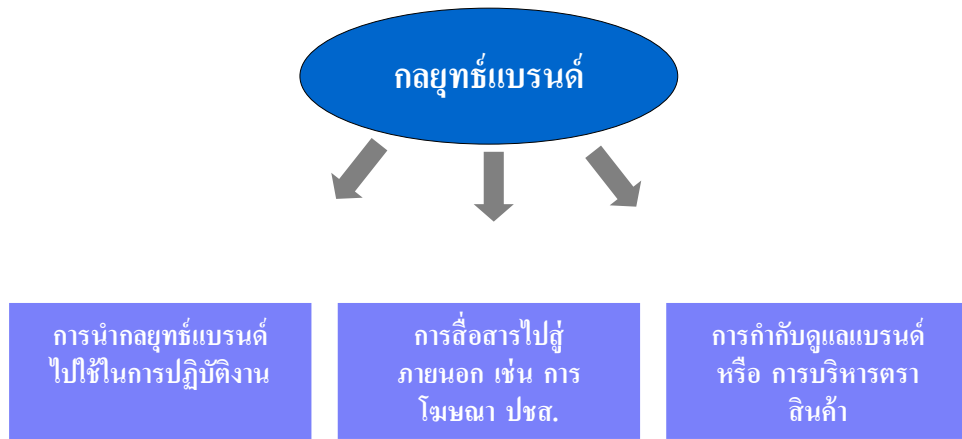 กลยุทธ์แบรนด์
การนำกลยุทธ์แบรนด์
ไปใช้ในการปฏิบัติงาน
การสื่อสารไปสู่
ภายนอก เช่น การ
โฆษณา ปชส.
การกำกับดูแลแบรนด์
หรือ การบริหารตรา
สินค้า